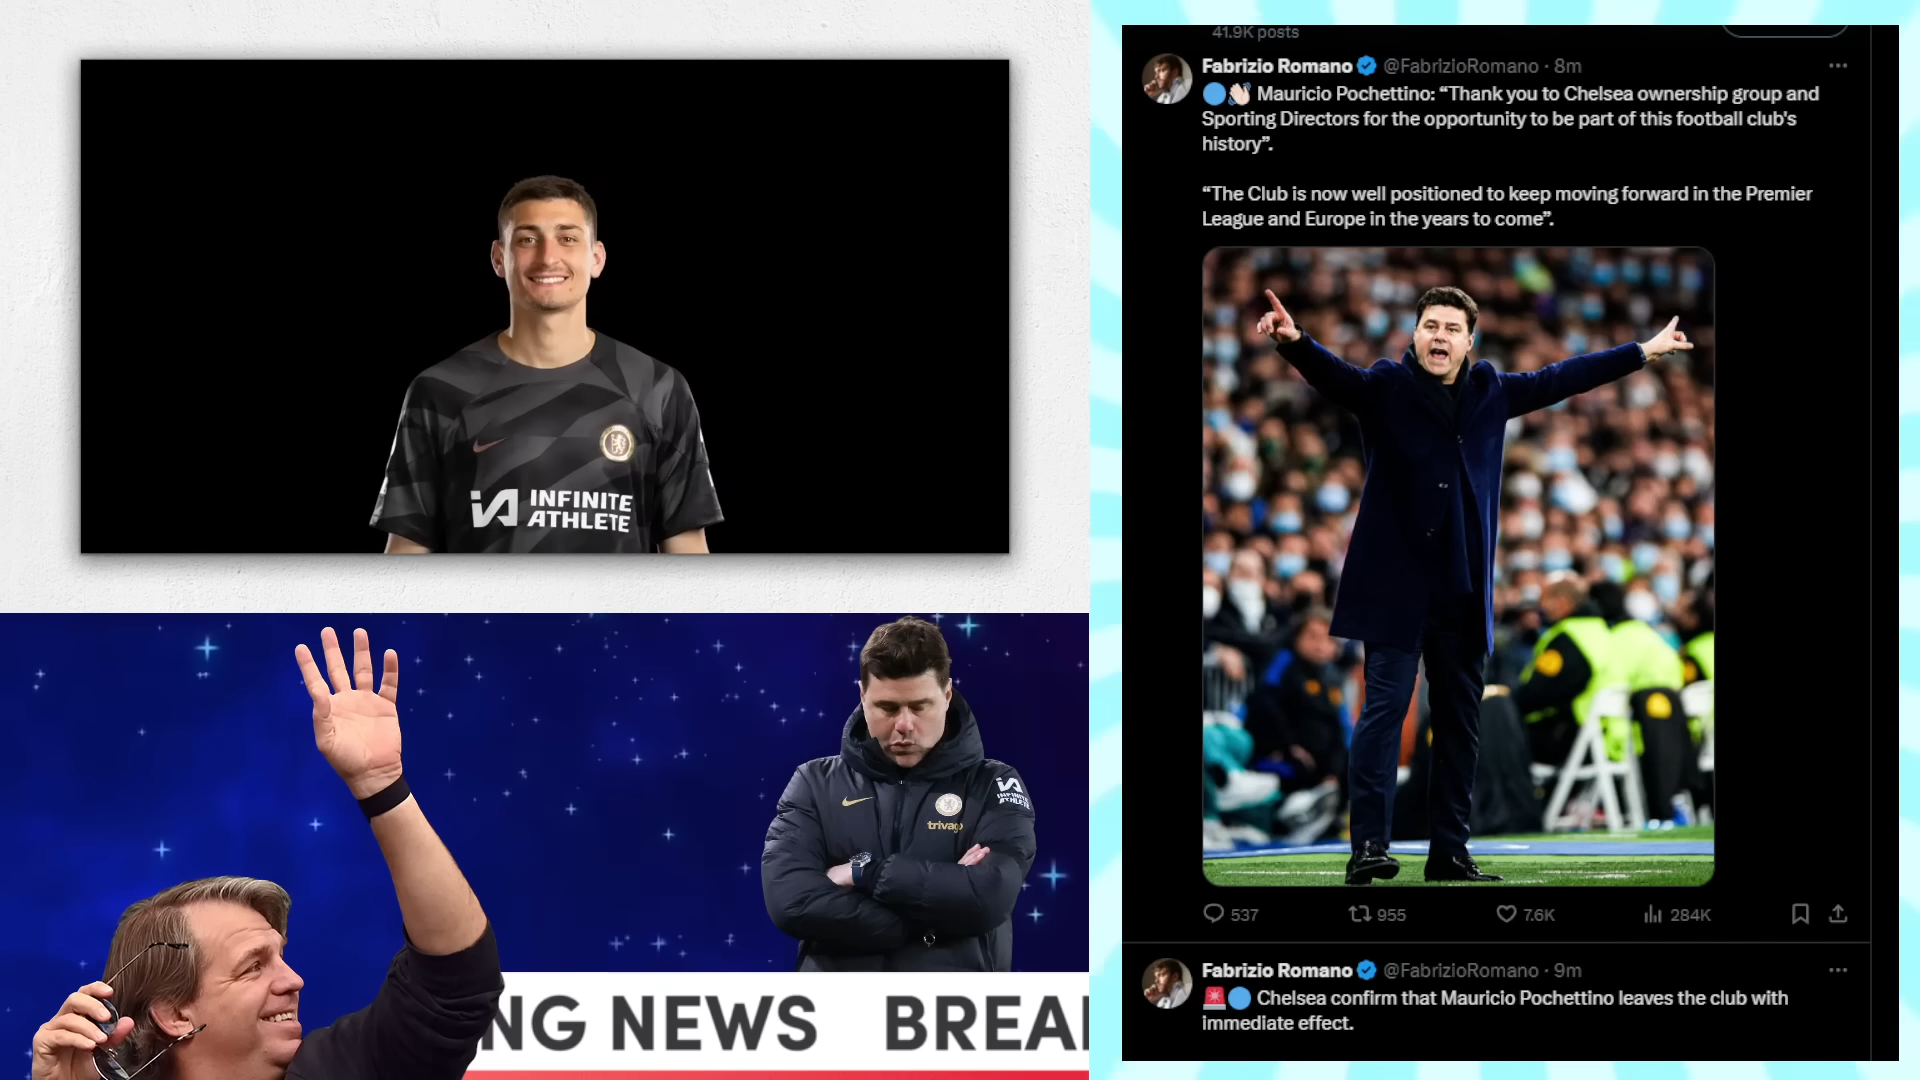 INFINITE
ATHLETE
INFINITE
ATHLETE
trivago
NG NEWS BREA
41.9K posts
Fabrizio Romano @FabrizioRomano · 8m
🔵👋🏻 Mauricio Pochettino: “Thank you to Chelsea ownership group and
Sporting Directors for the opportunity to be part of this football club's
history”.
“The Club is now well positioned to keep moving forward in the Premier
League and Europe in the years to come”.
537 955 7.6K 284K
Fabrizio Romano @FabrizioRomano · 9m
🚨🔵 Chelsea confirm that Mauricio Pochettino leaves the club with
immediate effect.